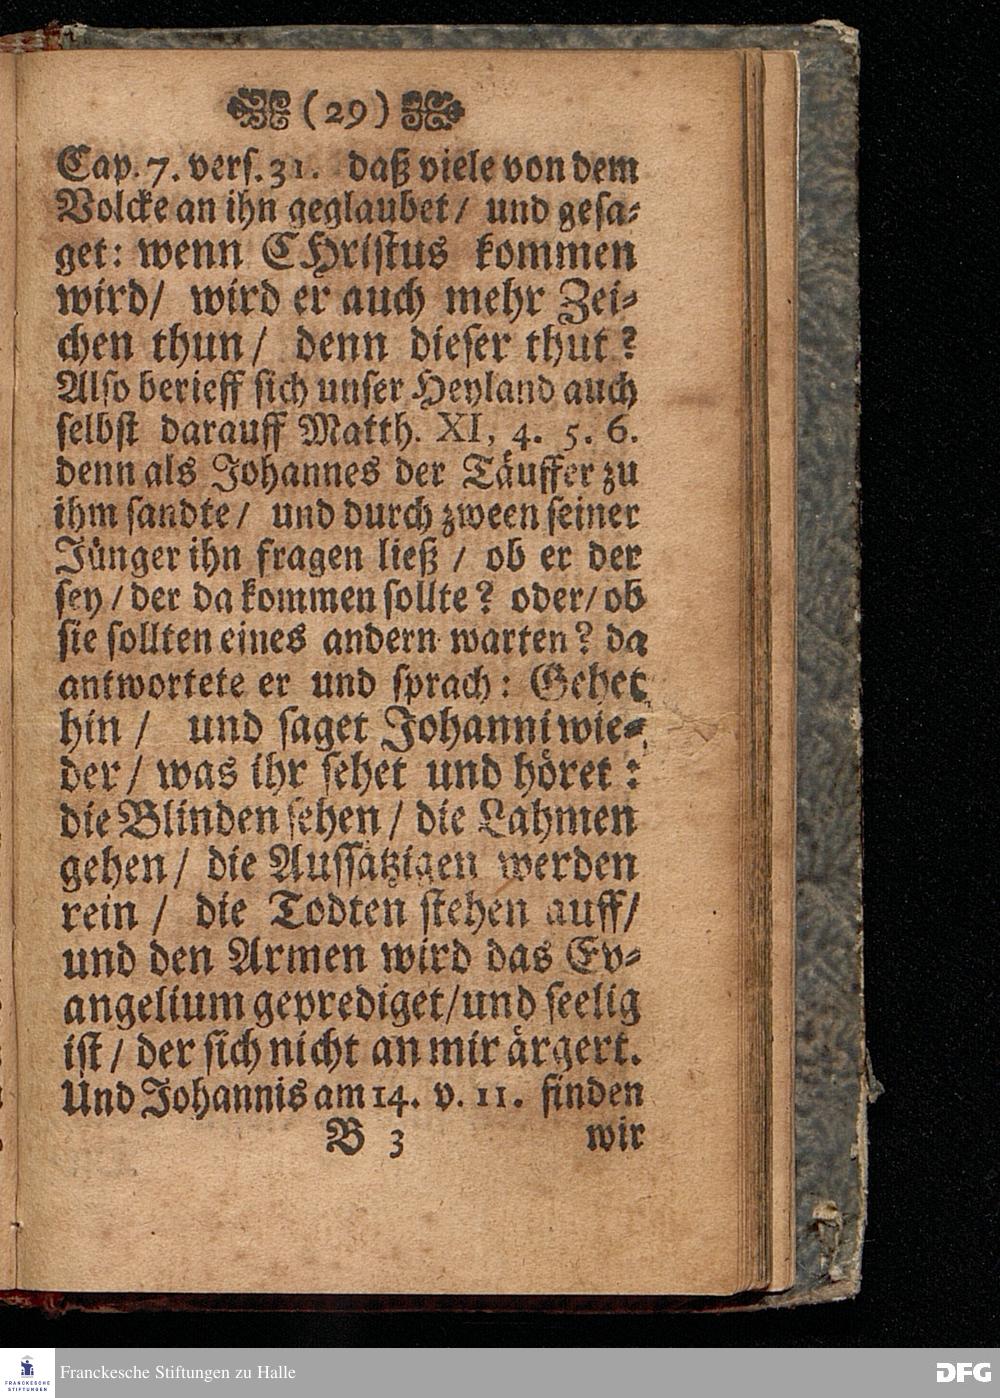 (29)
Cap. 7. vers. 31. daß viele von dem
Volcke an ihn geglaubet / und gesa-
get: wenn CHristus kommen
wird / wird er auch mehr Zei-
chen thun / denn dieser thut?
Also berieff sich unser Heyland auch
selbst darauff Matth. XI, 4. 5. 6.
denn als Johannes der Täuffer zu
ihm sandte / und durch zween seiner
Jünger ihn fragen ließ / ob er der
sey / der da kommen sollte? oder / ob
sie sollten eines andern warten? da
antwortete er und sprach: Gehet
hin / und saget Johanni wie-
der / was ihr sehet und höret:
die Blinden sehen / die Lahmen
gehen / die Aussätzigen werden
rein / die Todten stehen auff /
und den Armen wird das Ev-
angelium geprediget / und seelig
ist / der sich nicht an mir ärgert.
Und Johannis am 14. v. 11. finden
B 3 wir
FRANCKESCHE
STIFTUNGEN
Franckesche Stiftungen zu Halle
DFG